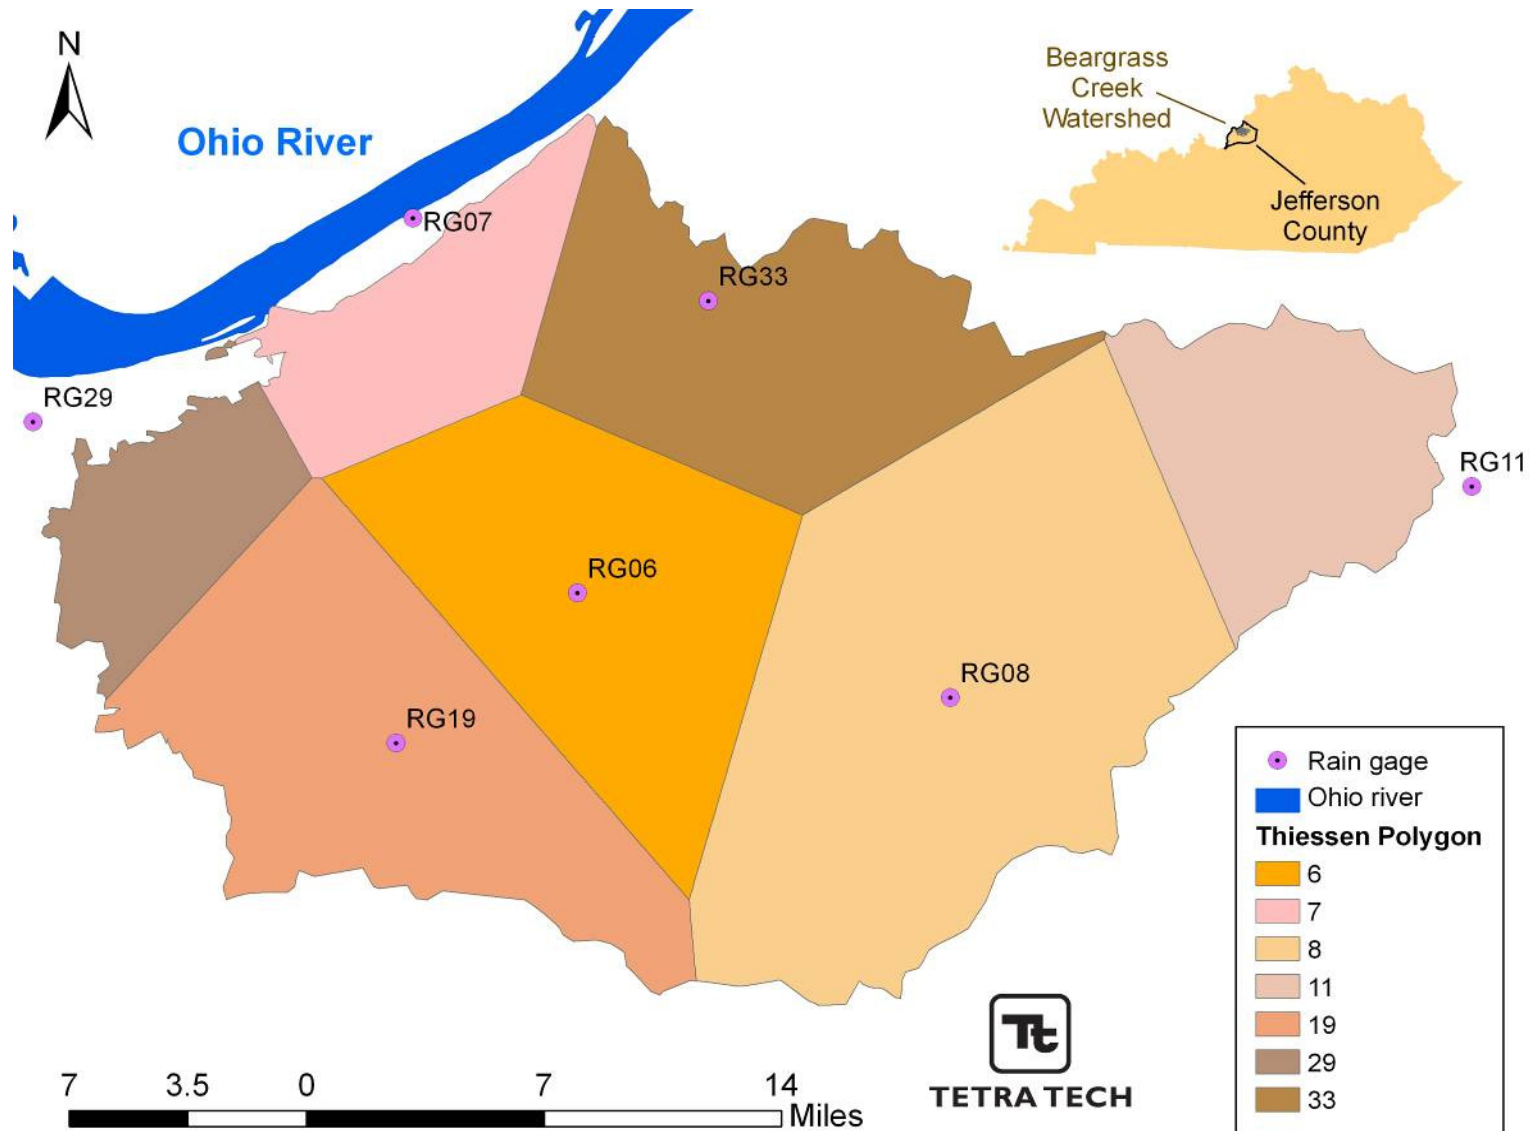 N
Ohio River
Beargrass
Creek
Watershed
Jefferson
County
RG07
RG33
RG29
RG11
RG06
RG08
RG19
Rain gage
Ohio river
Thiessen Polygon
6
7
8
11
19
29
33
Tt
TETRA TECH
7 3.5 0 7 14
Miles